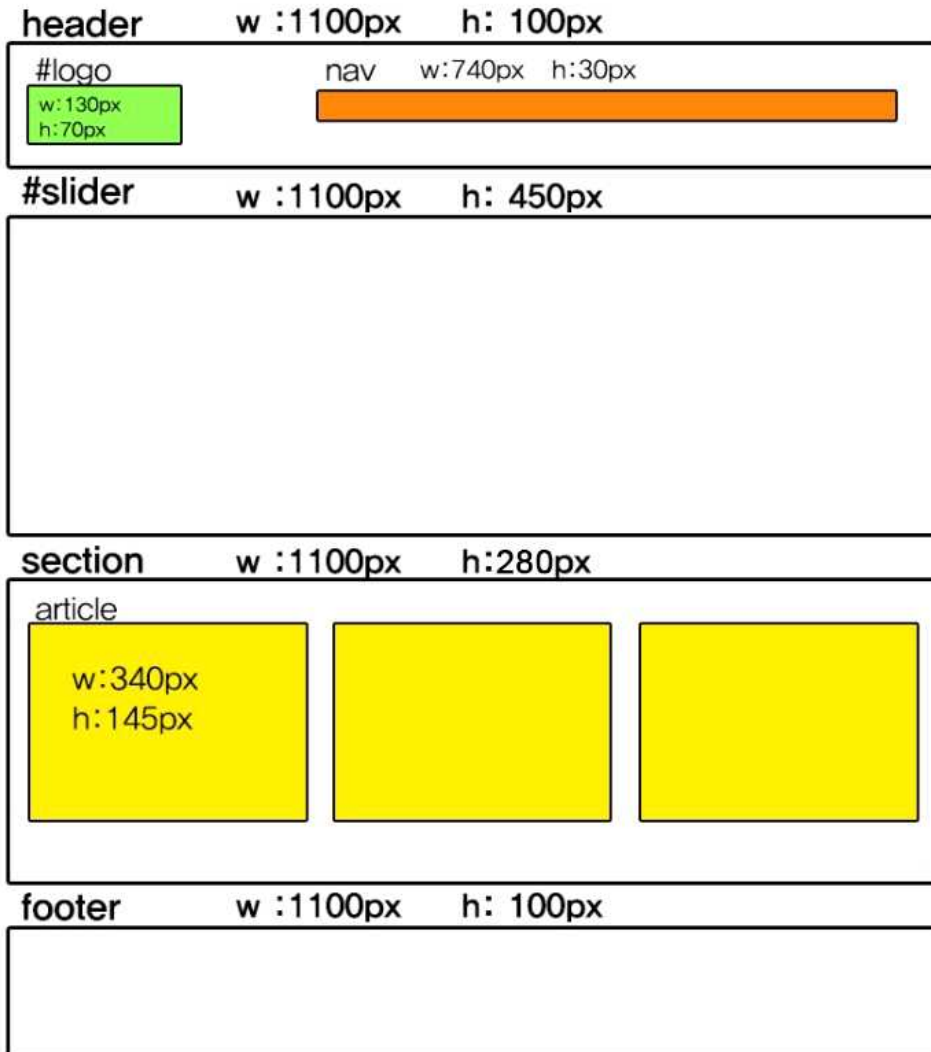 header w :1100px h: 100px
#logo nav w:740px h:30px
w:130px
h:70px
#slider w :1100px h: 450px
section w :1100px h:280px
article
w:340px
h:145px
footer w :1100px h: 100px